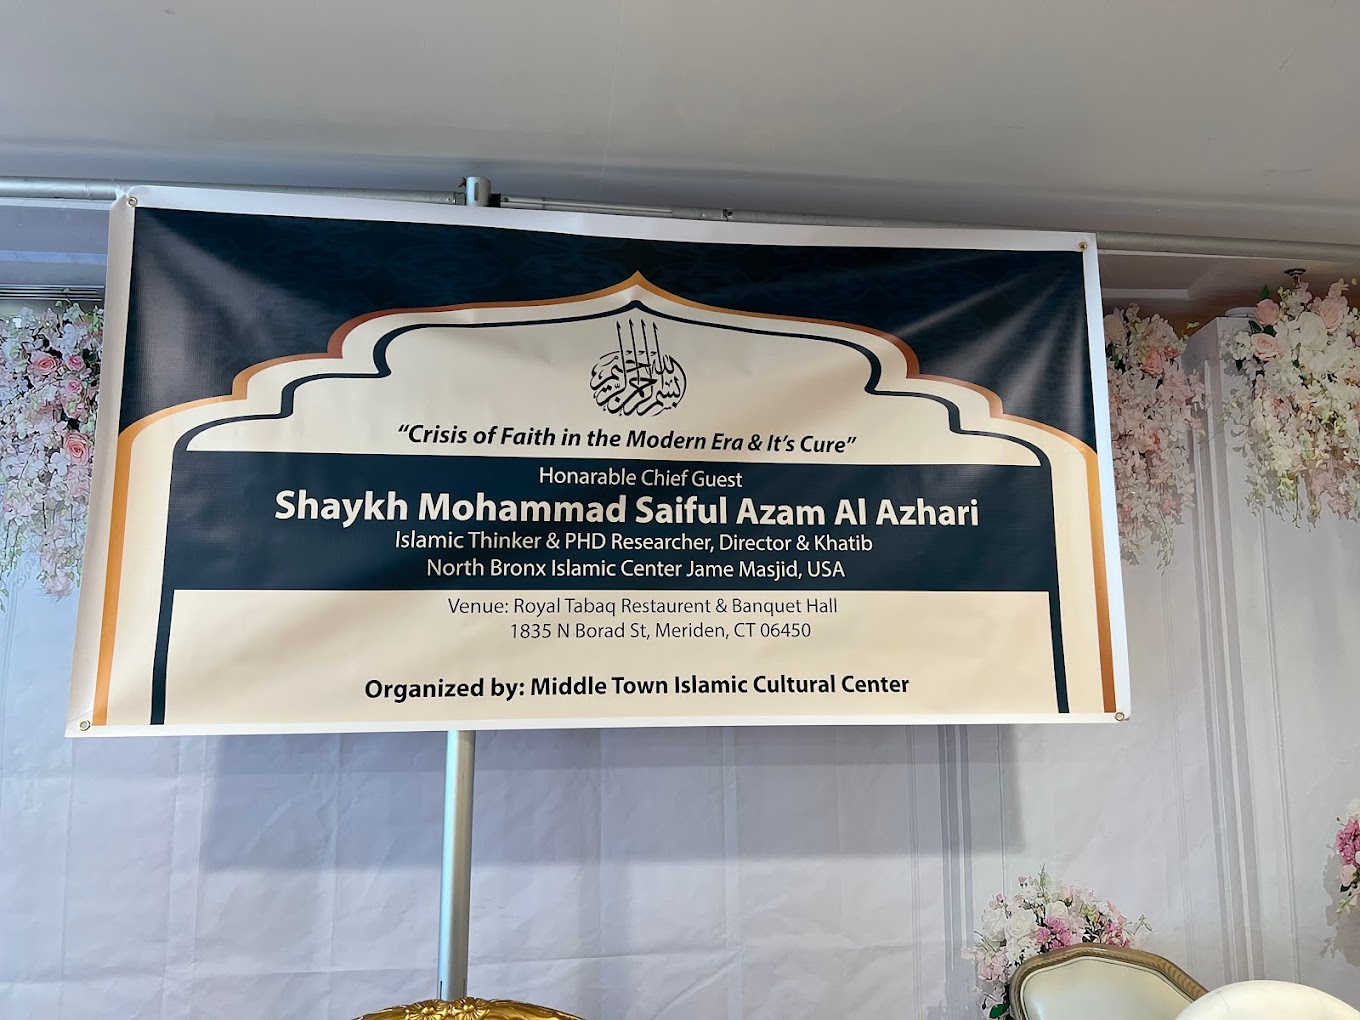 بسم الله الرحمن الرحيم
“Crisis of Faith in the Modern Era & It’s Cure”
Honarable Chief Guest
Shaykh Mohammad Saiful Azam Al Azhari
Islamic Thinker & PHD Researcher, Director & Khatib
North Bronx Islamic Center Jame Masjid, USA
Venue: Royal Tabaq Restaurent & Banquet Hall
1835 N Borad St, Meriden, CT 06450
Organized by: Middle Town Islamic Cultural Center